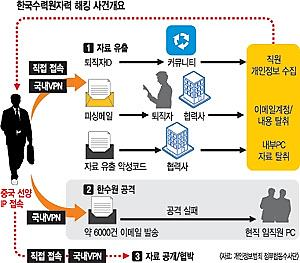 한국수력원자력 해킹 사건개요
1 자료 유출
직접 접속
국내VPN
퇴직자ID
커뮤니티
직원
개인정보 수집
피싱메일
퇴직자
협력사
이메일계정/
내용 탈취
자료 유출 악성코드
협력사
내부PC
자료 탈취
중국 선양
IP 접속
국내VPN
2 한수원 공격
약 6000건 이메일 발송
공격 실패
현직 임직원 PC
직접 접속
국내VPN
3 자료 공개/협박
(자료: 개인정보범죄 정부합동수사단)